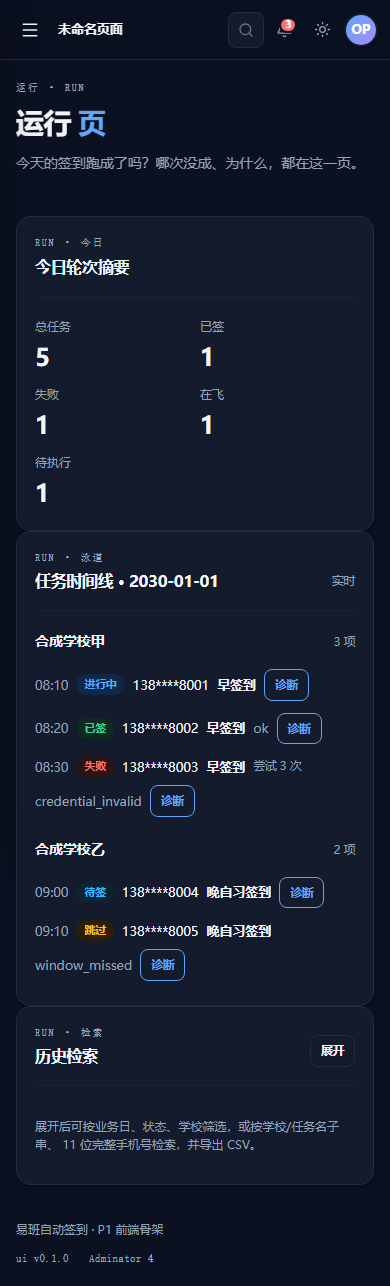 未命名页面
3
OP
运行 • RUN
运行 页
今天的签到跑成了吗？哪次没成、为什么，都在这一页。
RUN • 今日
今日轮次摘要
总任务
已签
5
1
失败
在飞
1
1
待执行
1
RUN • 泳道
任务时间线 • 2030-01-01
实时
合成学校甲
3 项
08:10 进行中 138****8001 早签到 诊断
08:20 已签 138****8002 早签到 ok 诊断
08:30 失败 138****8003 早签到 尝试 3 次
credential_invalid 诊断
合成学校乙
2 项
09:00 待签 138****8004 晚自习签到 诊断
09:10 跳过 138****8005 晚自习签到
window_missed 诊断
RUN • 检索
历史检索
展开
展开后可按业务日、状态、学校筛选，或按学校/任务名子
串、 11 位完整手机号检索，并导出 CSV。
易班自动签到 · P1 前端骨架
ui v0.1.0 Adminator 4